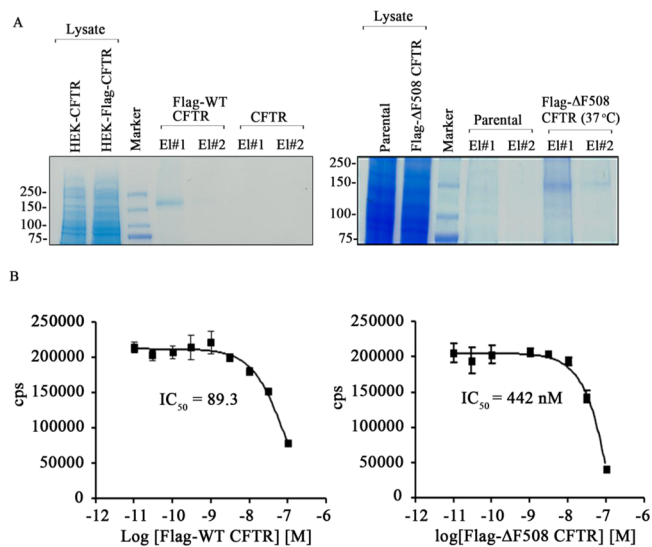 A
Lysate
HEK-CFTR
HEK-Flag-CFTR
Marker
Flag-WT
CFTR
CFTR
El#1 El#2 El#1 El#2
250-
150-
100-
75-
Lysate
Parental
Flag-ΔF508 CFTR
Marker
Parental
Flag-ΔF508
CFTR (37 °C)
El#1 El#2 El#1 El#2
250-
150-
100-
75-
B
250000
200000
150000
100000
50000
0
cps
IC50 = 89.3
-12 -11 -10 -9 -8 -7 -6
Log [Flag-WT CFTR] [M]
250000
200000
150000
100000
50000
0
cps
IC50 = 442 nM
-12 -11 -10 -9 -8 -7 -6
log[Flag-ΔF508 CFTR] [M]